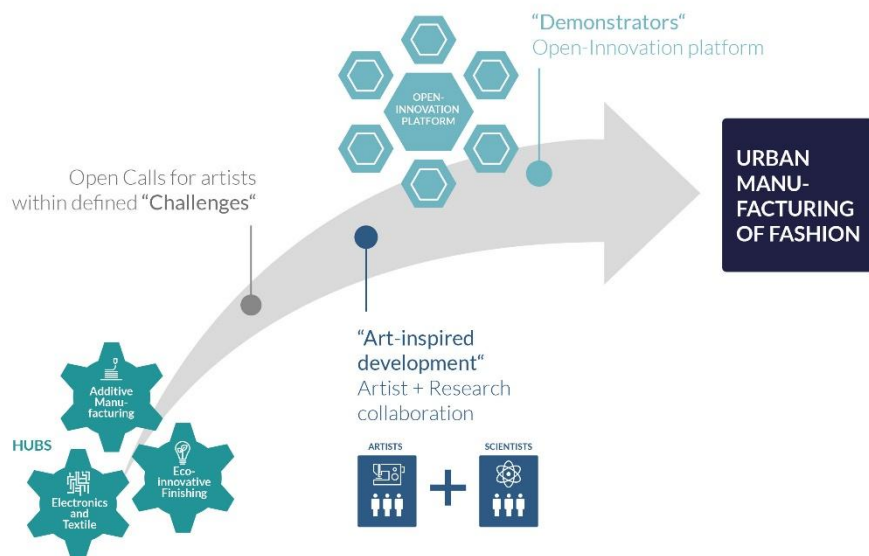 “Demonstrators“
Open-Innovation platform
OPEN-
INNOVATION
PLATFORM
URBAN
MANU-
FACTURING
OF FASHION
Open Calls for artists
within defined “Challenges“
“Art-inspired
development“
Artist + Research
collaboration
Additive
Manu-
facturing
HUBS
Eco-
innovative
Finishing
Electronics
and
Textile
ARTISTS
SCIENTISTS